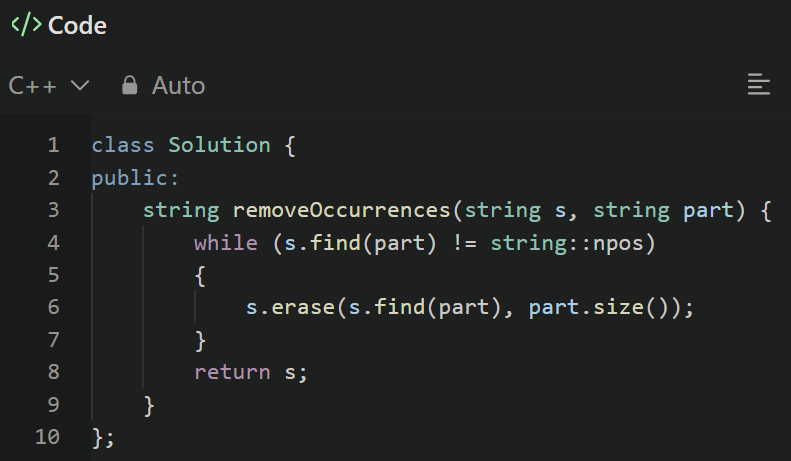 </> Code
C++ Auto
1 class Solution {
2 public:
3     string removeOccurrences(string s, string part) {
4         while (s.find(part) != string::npos)
5         {
6             s.erase(s.find(part), part.size());
7         }
8         return s;
9     }
10 };